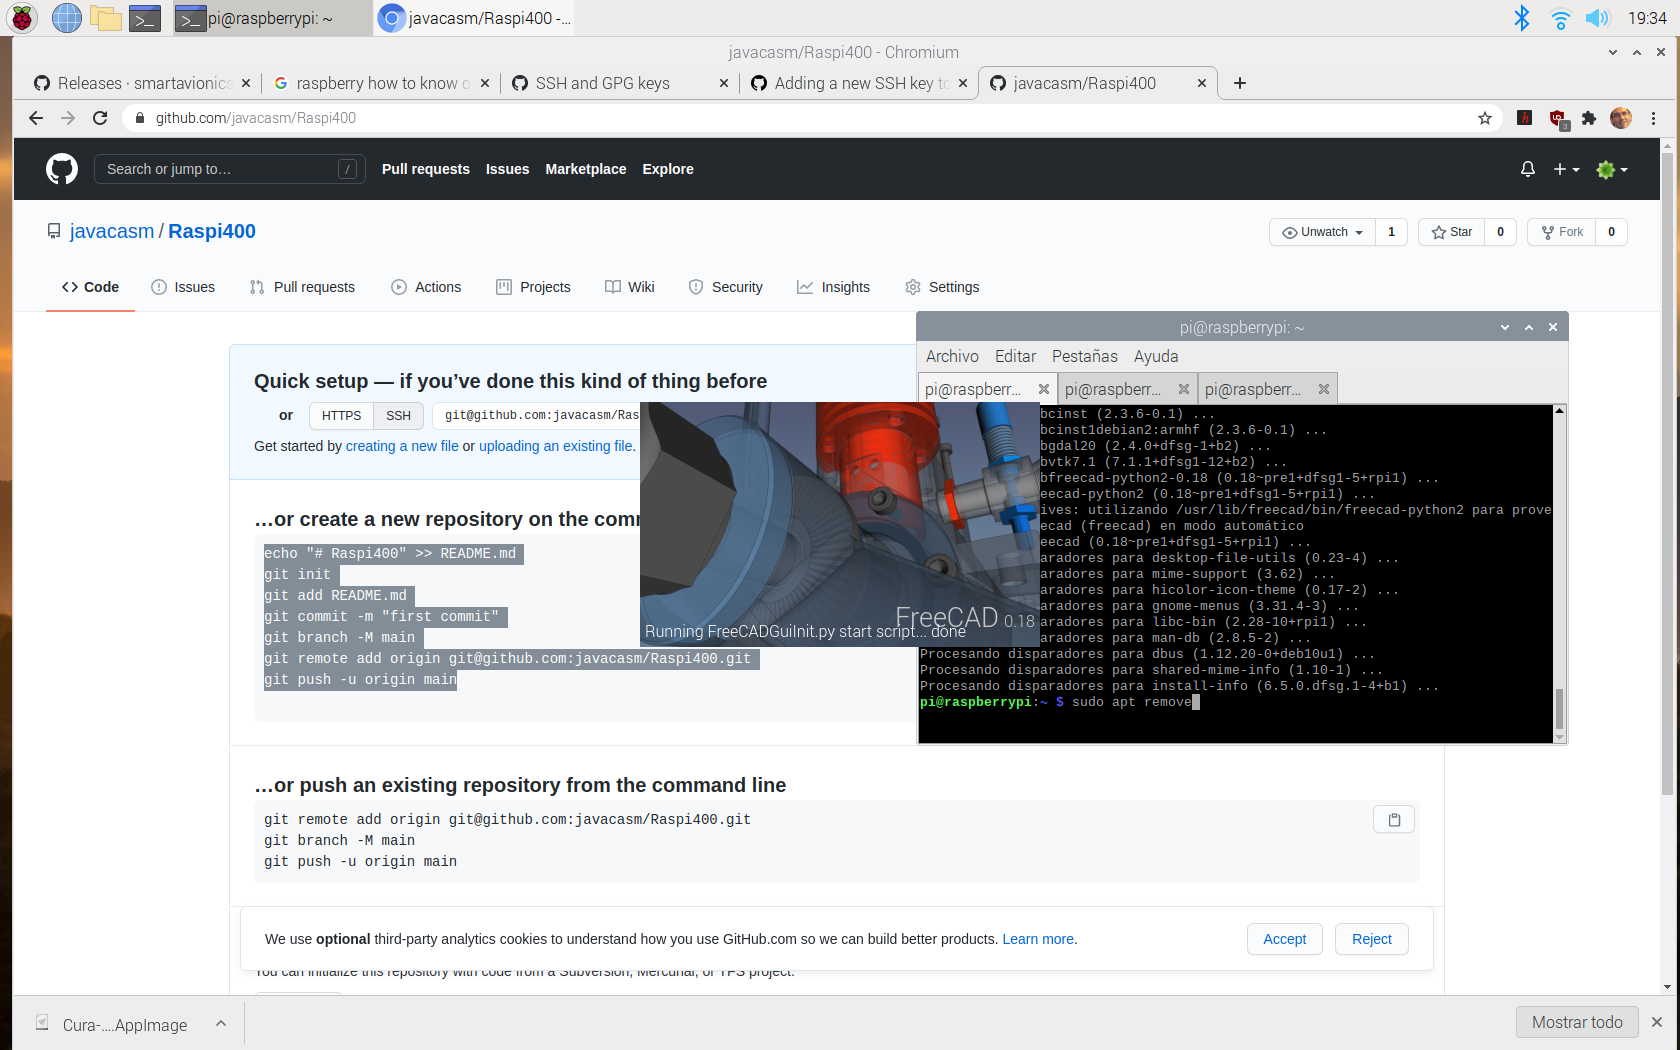 pi@raspberrypi: ~
javacasm/Raspi400 -...
19:34
javacasm/Raspi400 - Chromium
Releases · smartavionics
raspberry how to know o
SSH and GPG keys
Adding a new SSH key to
javacasm/Raspi400
github.com/javacasm/Raspi400
3
Search or jump to…
/
Pull requests
Issues
Marketplace
Explore
javacasm / Raspi400
Unwatch
1
Star
0
Fork
0
Code
Issues
Pull requests
Actions
Projects
Wiki
Security
Insights
Settings
Quick setup — if you’ve done this kind of thing before
or
HTTPS
SSH
git@github.com:javacasm/Ras
Get started by creating a new file or uploading an existing file.
…or create a new repository on the comm
echo "# Raspi400" >> README.md
git init
git add README.md
git commit -m "first commit"
git branch -M main
git remote add origin git@github.com:javacasm/Raspi400.git
git push -u origin main
FreeCAD 0.18
Running FreeCADGuiInit.py start script... done
pi@raspberrypi: ~
Archivo
Editar
Pestañas
Ayuda
pi@raspberr...
pi@raspberr...
pi@raspberr...
bcinst (2.3.6-0.1) ...
bcinst1debian2:armhf (2.3.6-0.1) ...
bgdal20 (2.4.0+dfsg-1+b2) ...
bvtk7.1 (7.1.1+dfsg1-12+b2) ...
bfreecad-python2-0.18 (0.18~pre1+dfsg1-5+rpi1) ...
eecad-python2 (0.18~pre1+dfsg1-5+rpi1) ...
ives: utilizando /usr/lib/freecad/bin/freecad-python2 para prove
ecad (freecad) en modo automático
eecad (0.18~pre1+dfsg1-5+rpi1) ...
aradores para desktop-file-utils (0.23-4) ...
aradores para mime-support (3.62) ...
aradores para hicolor-icon-theme (0.17-2) ...
aradores para gnome-menus (3.31.4-3) ...
aradores para libc-bin (2.28-10+rpi1) ...
aradores para man-db (2.8.5-2) ...
Procesando disparadores para dbus (1.12.20-0+deb10u1) ...
Procesando disparadores para shared-mime-info (1.10-1) ...
Procesando disparadores para install-info (6.5.0.dfsg.1-4+b1) ...
pi@raspberrypi:~ $ sudo apt remove
…or push an existing repository from the command line
git remote add origin git@github.com:javacasm/Raspi400.git
git branch -M main
git push -u origin main
We use optional third-party analytics cookies to understand how you use GitHub.com so we can build better products. Learn more.
Accept
Reject
You can initialize this repository with code from a Subversion, Mercurial, or TFS project.
Cura-....AppImage
Mostrar todo